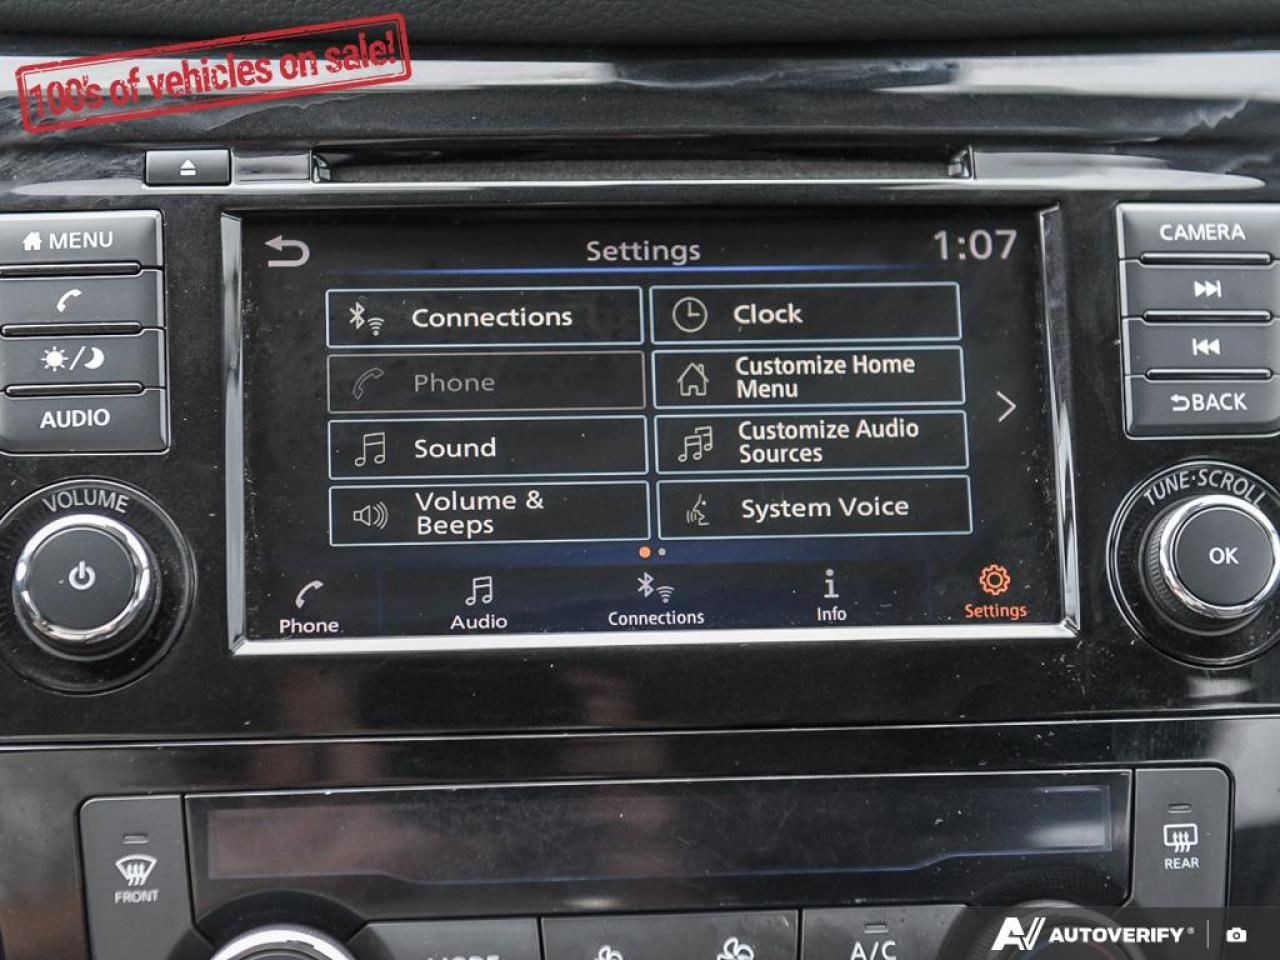 100's of vehicles on sale!
MENU
AUDIO
VOLUME
Settings
1:07
Connections
Clock
Phone
Customize Home
Menu
Sound
Customize Audio
Sources
Volume &
Beeps
System Voice
Phone
Audio
Connections
i
Info
Settings
CAMERA
BACK
TUNE·SCROLL
OK
FRONT
REAR
MODE
A/C
AUTOVERIFY®